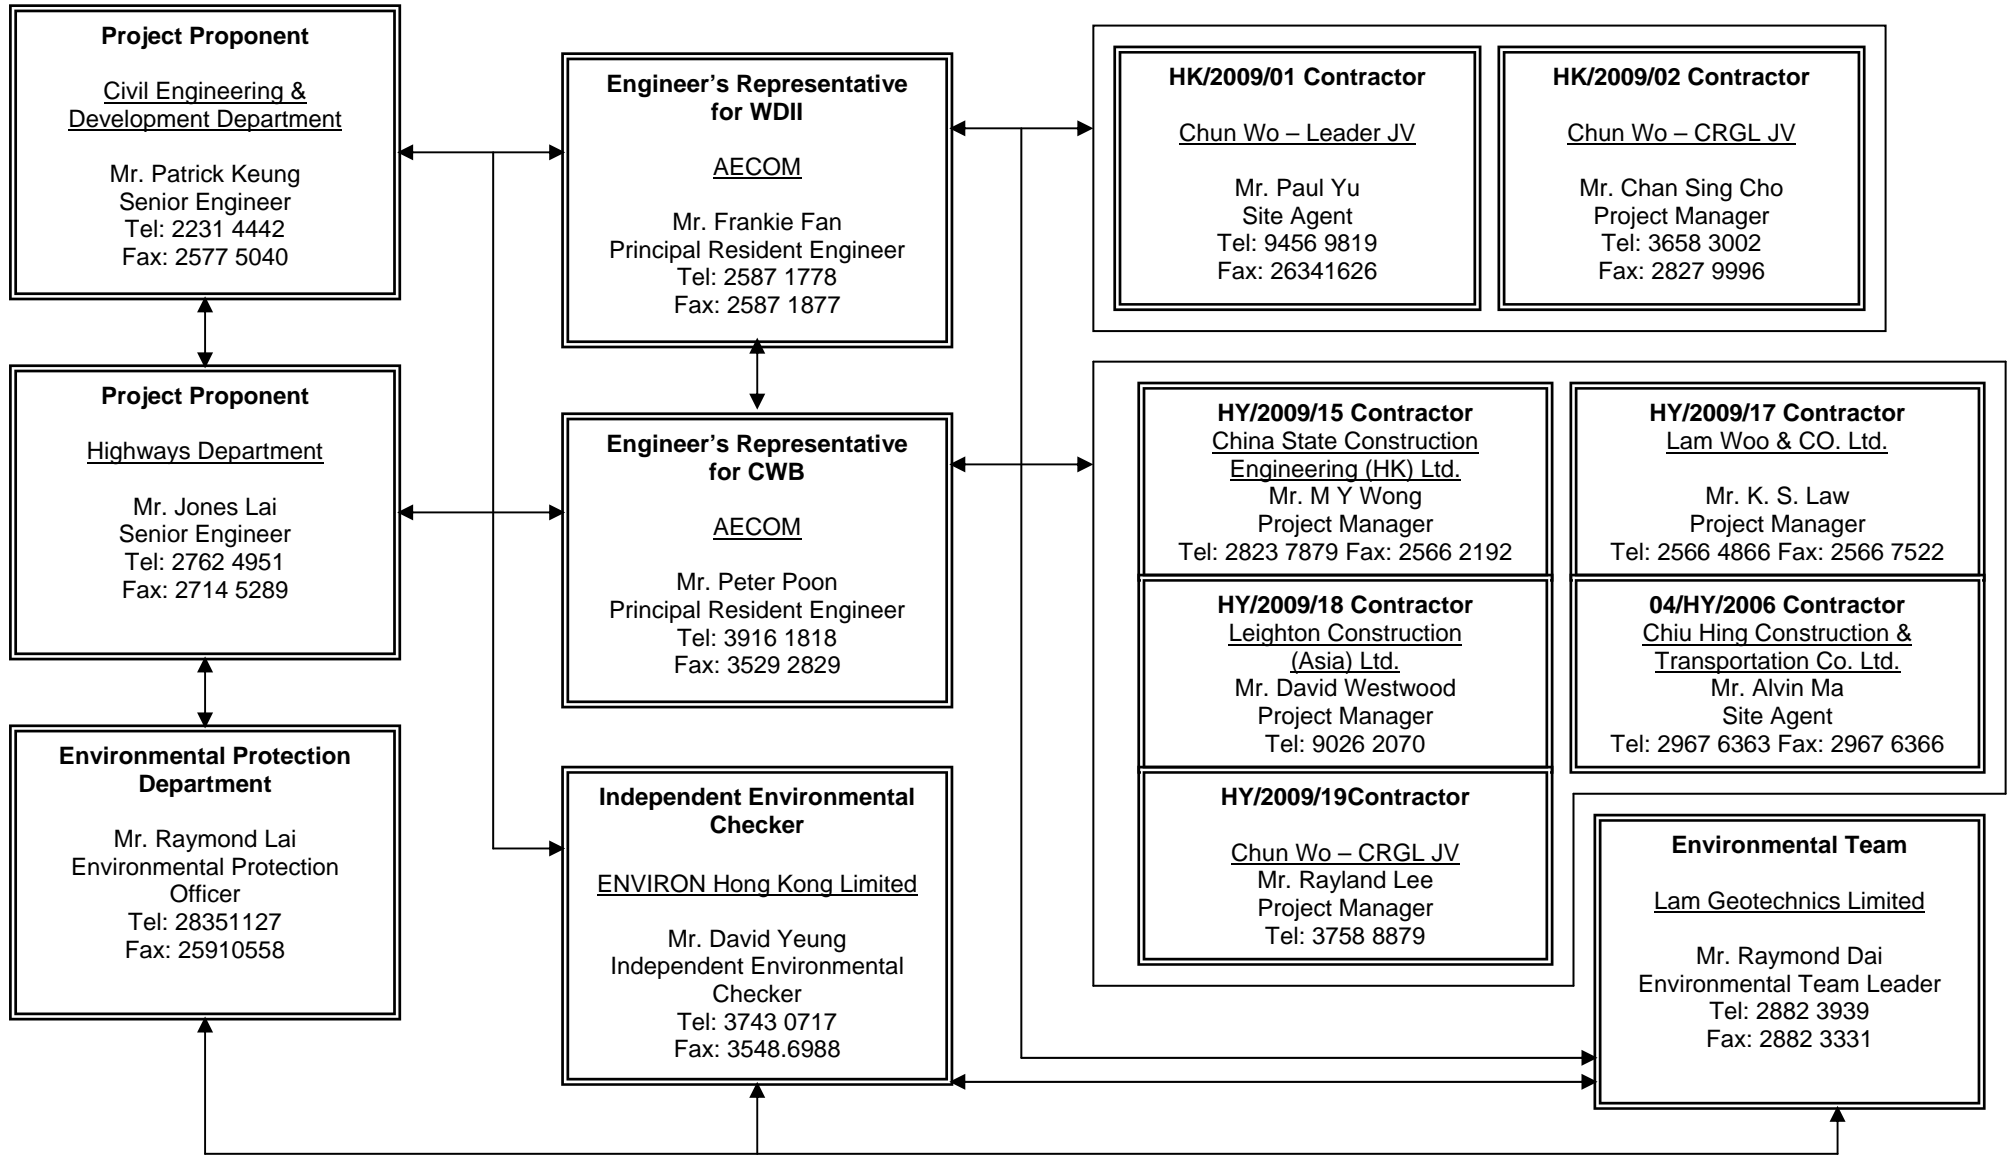 Project Proponent
Civil Engineering &
Development Department
Mr. Patrick Keung
Senior Engineer
Tel: 2231 4442
Fax: 2577 5040
Project Proponent
Highways Department
Mr. Jones Lai
Senior Engineer
Tel: 2762 4951
Fax: 2714 5289
Environmental Protection
Department
Mr. Raymond Lai
Environmental Protection
Officer
Tel: 28351127
Fax: 25910558
Engineer’s Representative
for WDII
AECOM
Mr. Frankie Fan
Principal Resident Engineer
Tel: 2587 1778
Fax: 2587 1877
Engineer’s Representative
for CWB
AECOM
Mr. Peter Poon
Principal Resident Engineer
Tel: 3916 1818
Fax: 3529 2829
Independent Environmental
Checker
ENVIRON Hong Kong Limited
Mr. David Yeung
Independent Environmental
Checker
Tel: 3743 0717
Fax: 3548.6988
HK/2009/01 Contractor
Chun Wo – Leader JV
Mr. Paul Yu
Site Agent
Tel: 9456 9819
Fax: 26341626
HK/2009/02 Contractor
Chun Wo – CRGL JV
Mr. Chan Sing Cho
Project Manager
Tel: 3658 3002
Fax: 2827 9996
HY/2009/15 Contractor
China State Construction
Engineering (HK) Ltd.
Mr. M Y Wong
Project Manager
Tel: 2823 7879 Fax: 2566 2192
HY/2009/17 Contractor
Lam Woo & CO. Ltd.
Mr. K. S. Law
Project Manager
Tel: 2566 4866 Fax: 2566 7522
HY/2009/18 Contractor
Leighton Construction
(Asia) Ltd.
Mr. David Westwood
Project Manager
Tel: 9026 2070
04/HY/2006 Contractor
Chiu Hing Construction &
Transportation Co. Ltd.
Mr. Alvin Ma
Site Agent
Tel: 2967 6363 Fax: 2967 6366
HY/2009/19Contractor
Chun Wo – CRGL JV
Mr. Rayland Lee
Project Manager
Tel: 3758 8879
Environmental Team
Lam Geotechnics Limited
Mr. Raymond Dai
Environmental Team Leader
Tel: 2882 3939
Fax: 2882 3331